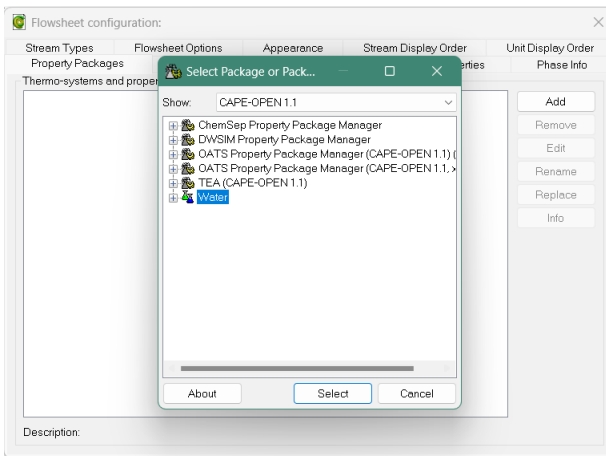 Flowsheet configuration:
Stream Types Flowsheet Options Appearance Stream Display Order Unit Display Order
Property Packages erties Phase Info
Thermo-systems and proper
Select Package or Pack...
Show: CAPE-OPEN 1.1
ChemSep Property Package Manager
DWSIM Property Package Manager
OATS Property Package Manager (CAPE-OPEN 1.1) (
OATS Property Package Manager (CAPE-OPEN 1.1, x
TEA (CAPE-OPEN 1.1)
Water
About Select Cancel
Add
Remove
Edit
Rename
Replace
Info
Description: